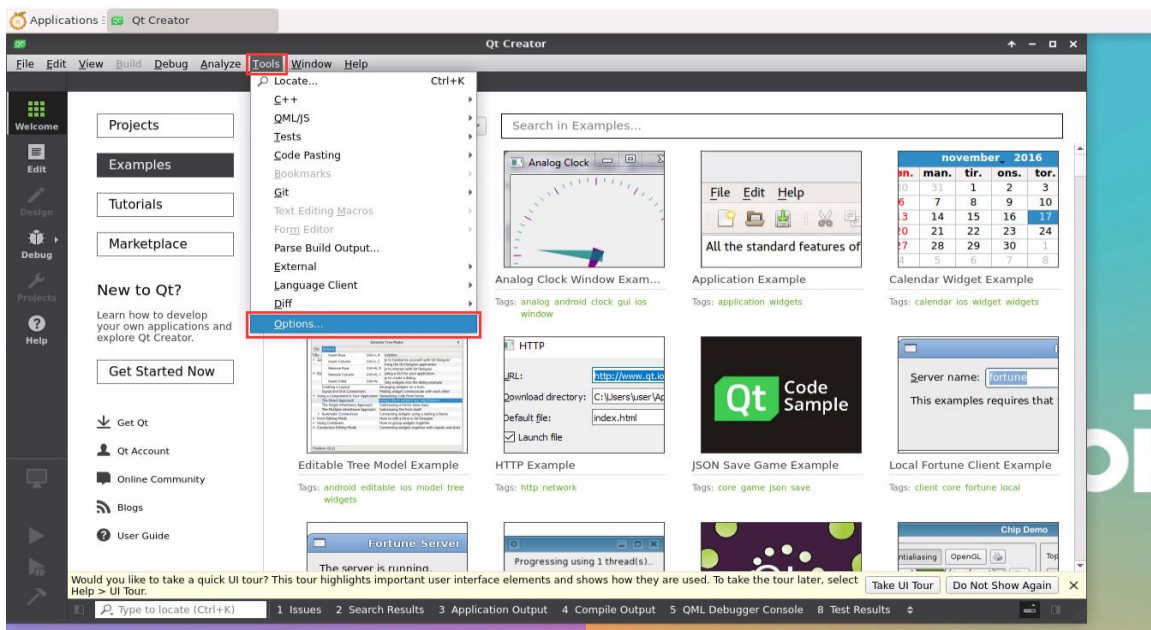 Applications
Qt Creator
Qt Creator
File Edit View Build Debug Analyze Tools Window Help
Locate... Ctrl+K
C++
QML/JS
Tests
Code Pasting
Bookmarks
Git
Text Editing Macros
Form Editor
Parse Build Output...
External
Language Client
Diff
Options...
Welcome
Edit
Design
Debug
Projects
Help
Projects
Examples
Tutorials
Marketplace
New to Qt?
Learn how to develop
your own applications and
explore Qt Creator.
Get Started Now
Get Qt
Qt Account
Online Community
Blogs
User Guide
Search in Examples...
Analog Clock
Analog Clock Window Exam...
Tags: analog android clock gui ios
window
File Edit Help
All the standard features of
Application Example
Tags: application widgets
november 2016
man. tir. ons. tor.
31 1 2 3
7 8 9 10
14 15 16 17
21 22 23 24
28 29 30 1
5 6 7 8
Calendar Widget Example
Tags: calendar ios widget widgets
Editable Tree Model Example
Tags: android editable ios model tree
widgets
HTTP
URL: http://www.qt.io
Download directory: C:\Users\user\Ap
Default file: index.html
Launch file
HTTP Example
Tags: http network
Qt Code
Sample
JSON Save Game Example
Tags: core game json save
Server name: fortune
This examples requires that
Local Fortune Client Example
Tags: client core fortune local
Fortune Server
The server is running.
Progressing using 1 thread(s)...
Chip Demo
OpenGL
Top
Would you like to take a quick UI tour? This tour highlights important user interface elements and shows how they are used. To take the tour later, select
Help > UI Tour.
Take UI Tour
Do Not Show Again
Type to locate (Ctrl+K)
1 Issues 2 Search Results 3 Application Output 4 Compile Output 5 QML Debugger Console 8 Test Results